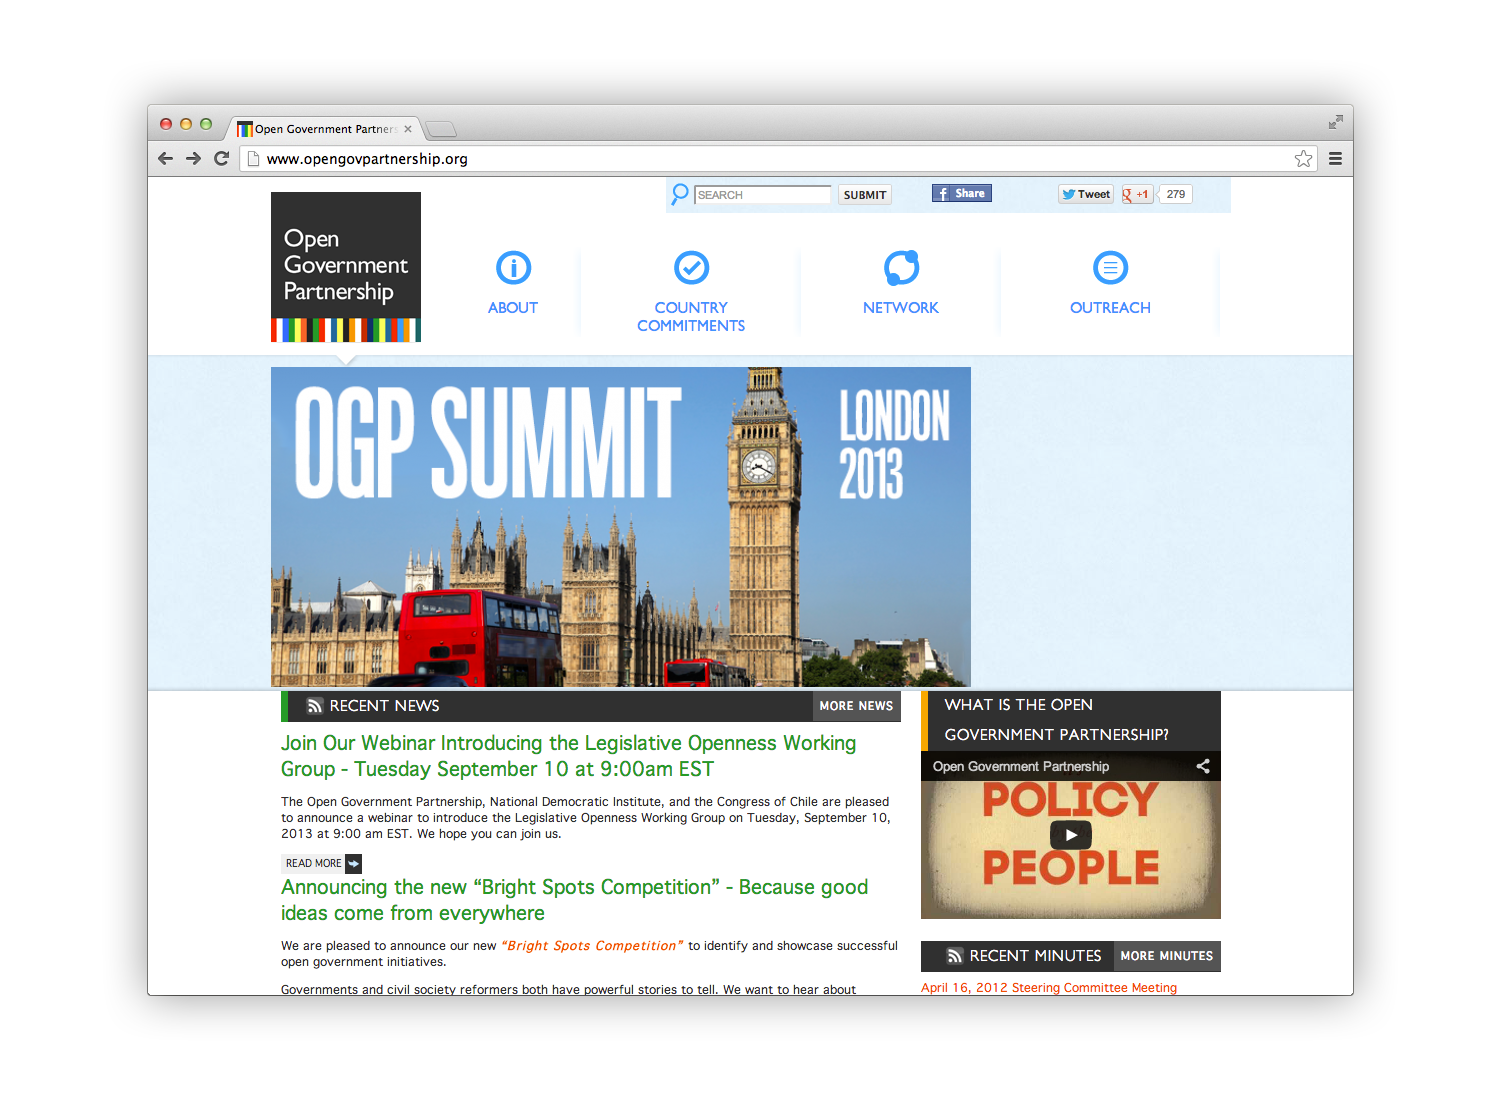 Open Government Partners
www.opengovpartnership.org
SEARCH
SUBMIT
Share
Tweet
+1
279
Open
Government
Partnership
ABOUT
COUNTRY
COMMITMENTS
NETWORK
OUTREACH
OGP SUMMIT
LONDON
2013
RECENT NEWS
MORE NEWS
Join Our Webinar Introducing the Legislative Openness Working
Group - Tuesday September 10 at 9:00am EST
The Open Government Partnership, National Democratic Institute, and the Congress of Chile are pleased
to announce a webinar to introduce the Legislative Openness Working Group on Tuesday, September 10,
2013 at 9:00 am EST. We hope you can join us.
READ MORE
Announcing the new “Bright Spots Competition” - Because good
ideas come from everywhere
We are pleased to announce our new “Bright Spots Competition” to identify and showcase successful
open government initiatives.
Governments and civil society reformers both have powerful stories to tell. We want to hear about
WHAT IS THE OPEN
GOVERNMENT PARTNERSHIP?
Open Government Partnership
POLICY
PEOPLE
RECENT MINUTES
MORE MINUTES
April 16, 2012 Steering Committee Meeting